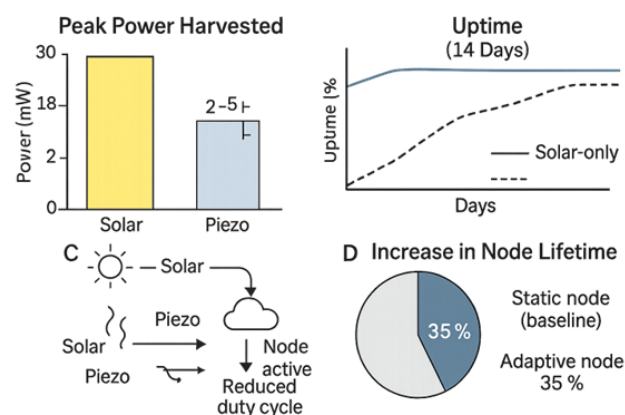 Peak Power Harvested
30
18
2
0
Power (mW)
2-5
Solar
Piezo
Uptime
(14 Days)
Uptime (%
Solar-only
Days
C
Solar
Piezo
Solar
Piezo
Node
active
Reduced
duty cycle
D Increase in Node Lifetime
35 %
Static node
(baseline)
Adaptive node
35 %